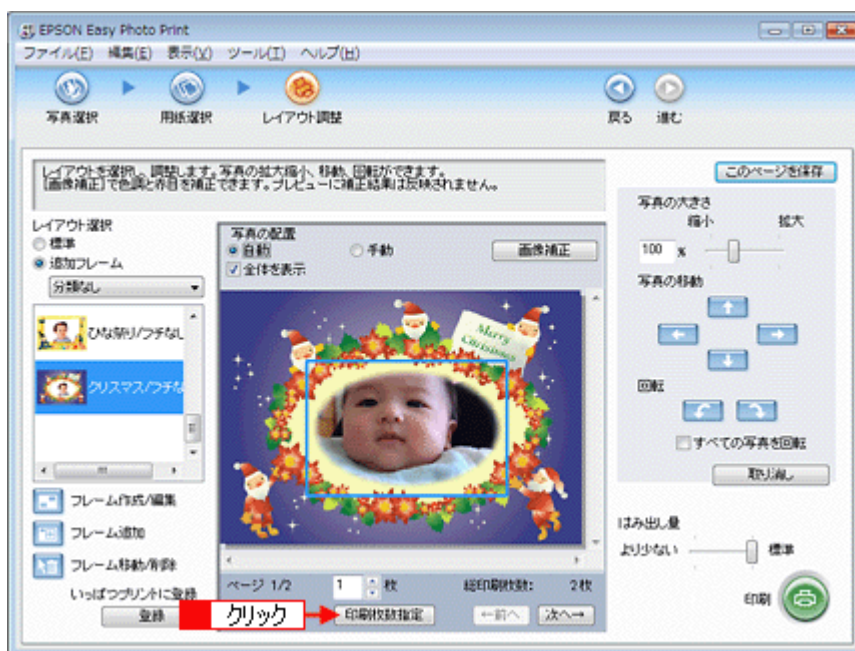 EPSON Easy Photo Print
ファイル(F) 編集(E) 表示(V) ツール(T) ヘルプ(H)
写真選択 用紙選択 レイアウト調整 戻る 進む
レイアウトを選択し、調整します。写真の拡大縮小、移動、回転ができます。
[画像補正]で色調と赤目を補正できます。プレビューに補正結果は反映されません。
このページを保存
レイアウト選択
標準
追加フレーム
分類なし
ひな祭り/フチなし
クリスマス/フチな
フレーム作成/編集
フレーム追加
フレーム移動/削除
いっぱつプリントに登録
登録
写真の配置
自動 手動 画像補正
全体を表示
Merry
Christmas
ページ 1/2 1 枚 総印刷枚数: 2枚
クリック
印刷枚数指定 ←前へ 次へ→
写真の大きさ
縮小 拡大
100 %
写真の移動
回転
すべての写真を回転
取り消し
はみ出し量
より少ない 標準
印刷